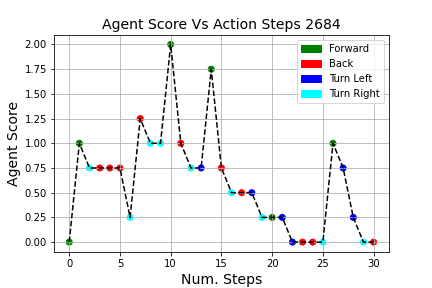 Agent Score Vs Action Steps 2684
2.00
1.75
1.50
1.25
1.00
0.75
0.50
0.25
0.00
Agent Score
Forward
Back
Turn Left
Turn Right
0 5 10 15 20 25 30
Num. Steps